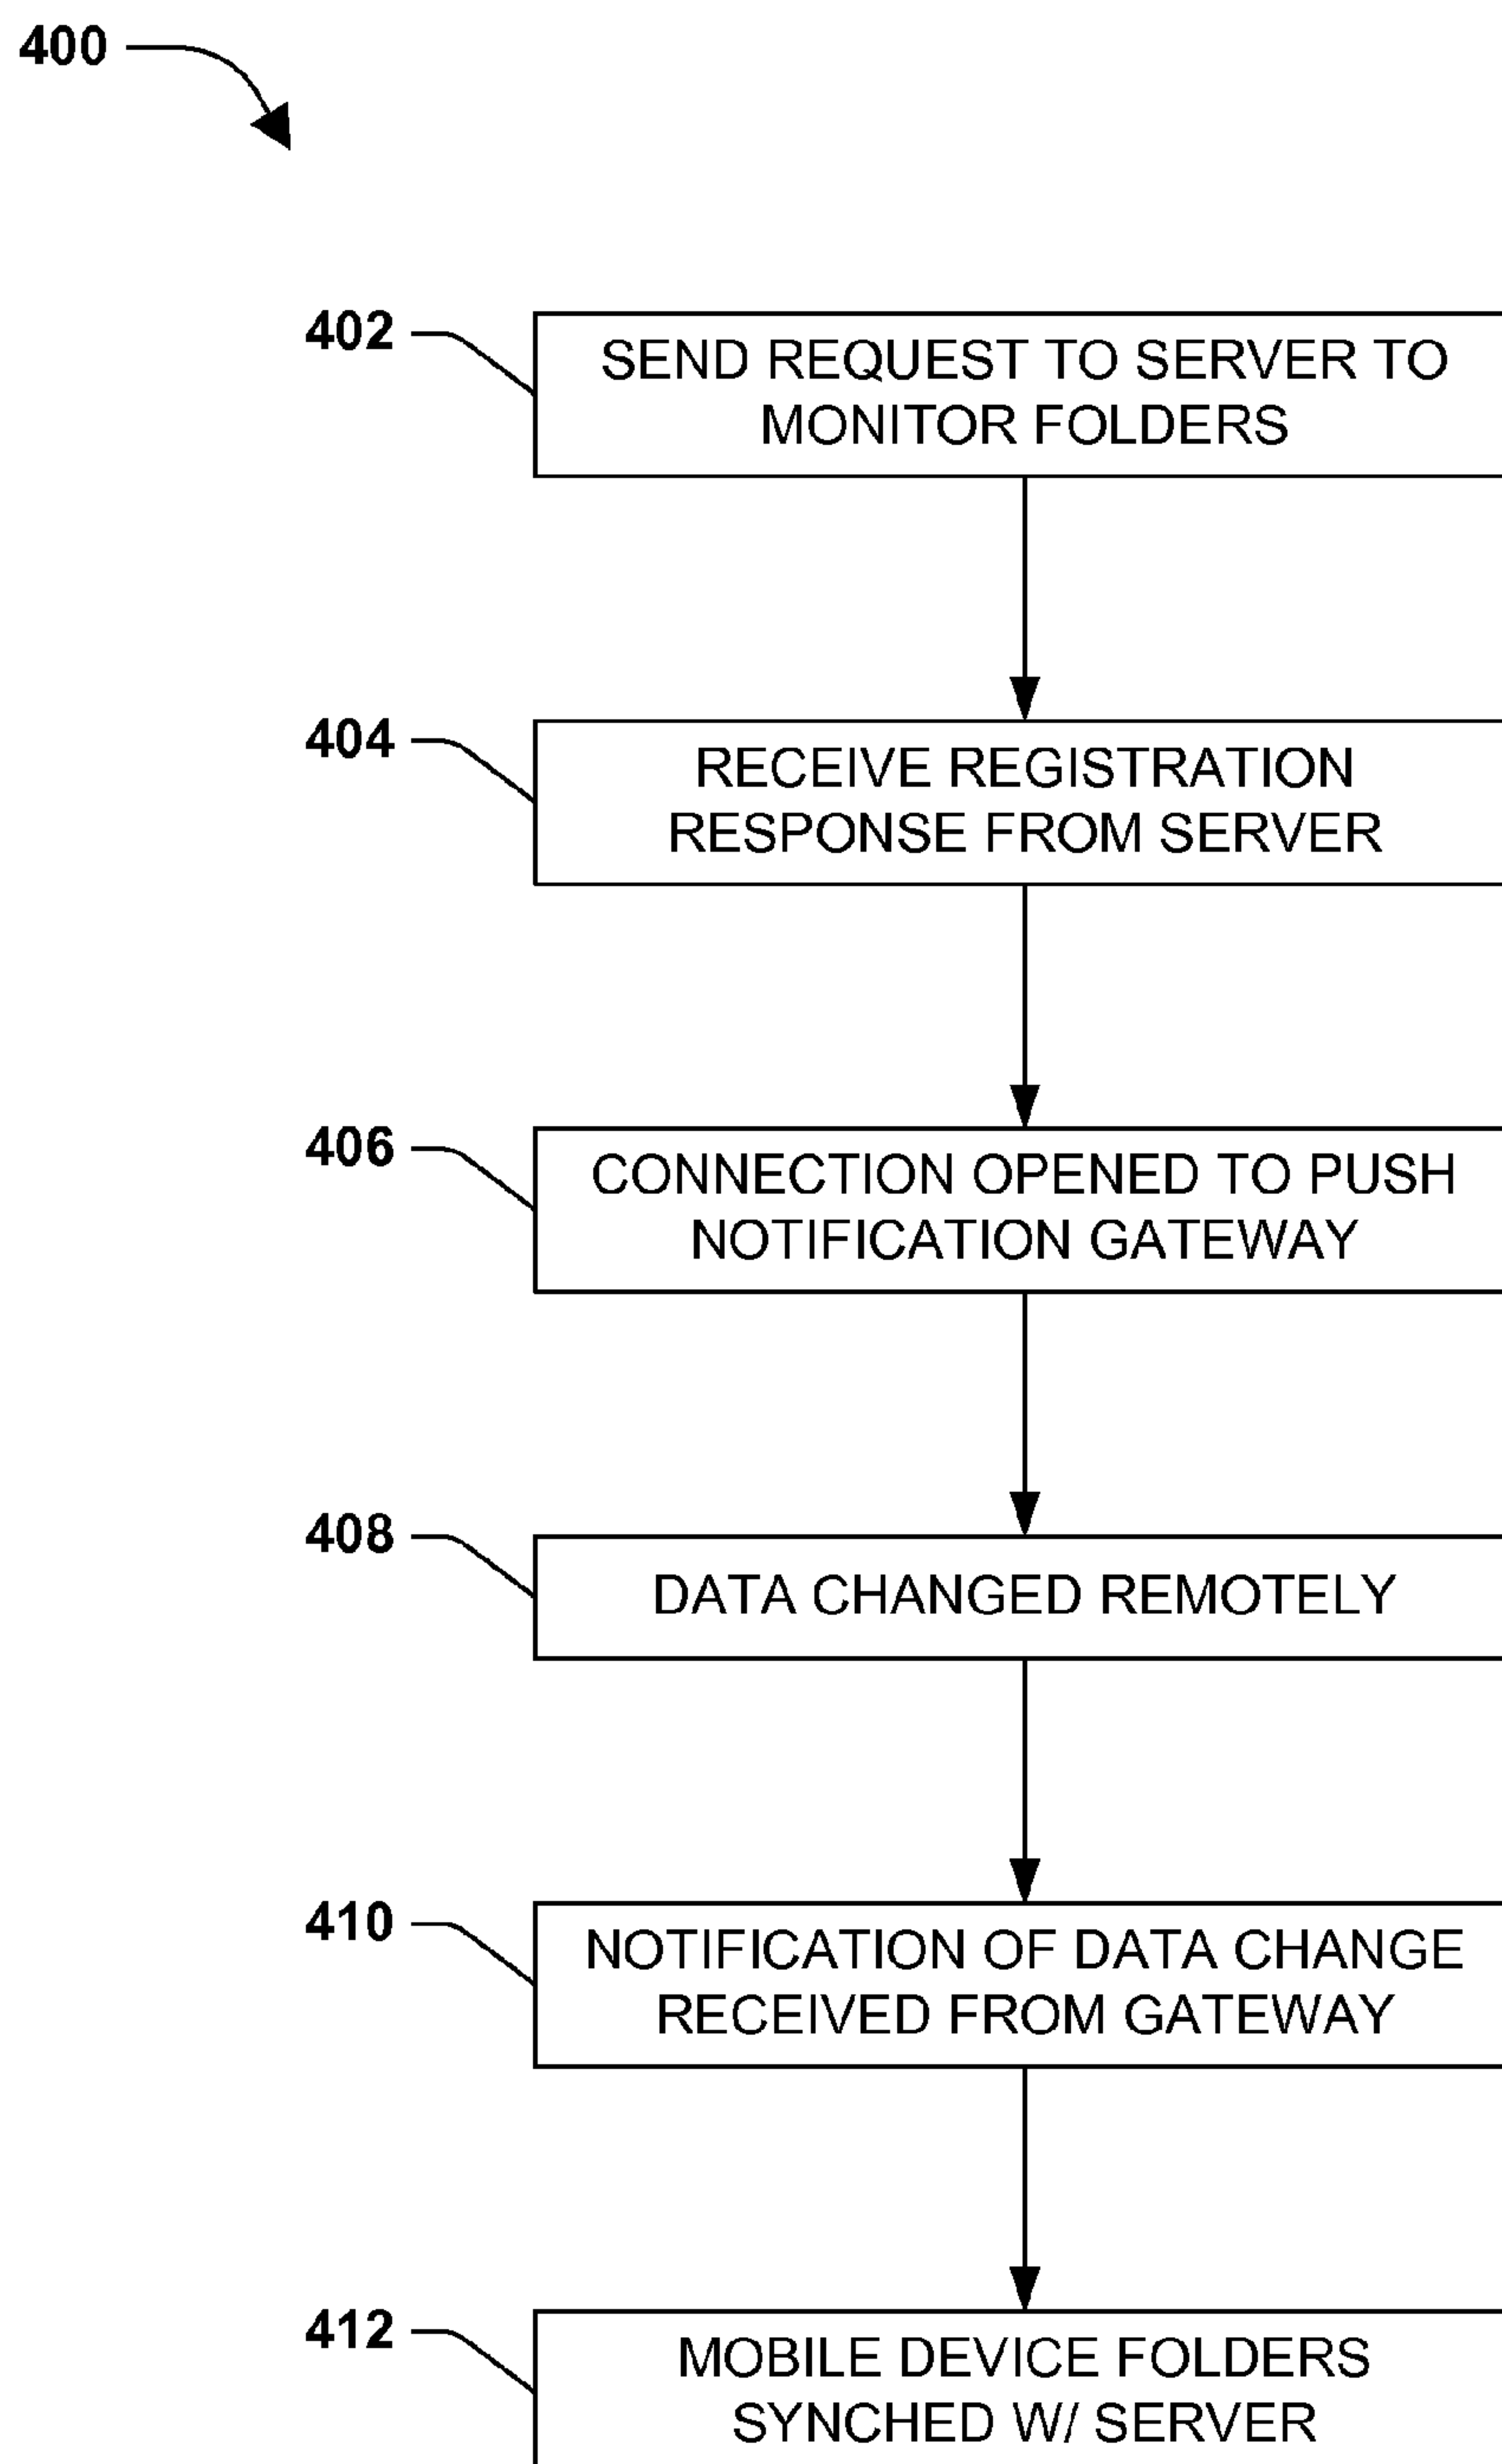 400
402
SEND REQUEST TO SERVER TO
MONITOR FOLDERS
404
RECEIVE REGISTRATION
RESPONSE FROM SERVER
406
CONNECTION OPENED TO PUSH
NOTIFICATION GATEWAY
408
DATA CHANGED REMOTELY
410
NOTIFICATION OF DATA CHANGE
RECEIVED FROM GATEWAY
412
MOBILE DEVICE FOLDERS
SYNCHED W/ SERVER